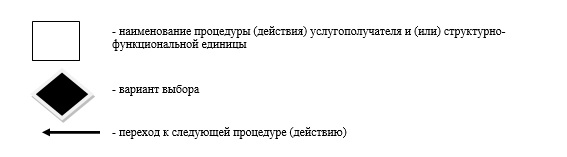 - наименование процедуры (действия) услугополучателя и (или) структурно-
функциональной единицы
- вариант выбора
- переход к следующей процедуре (действию)